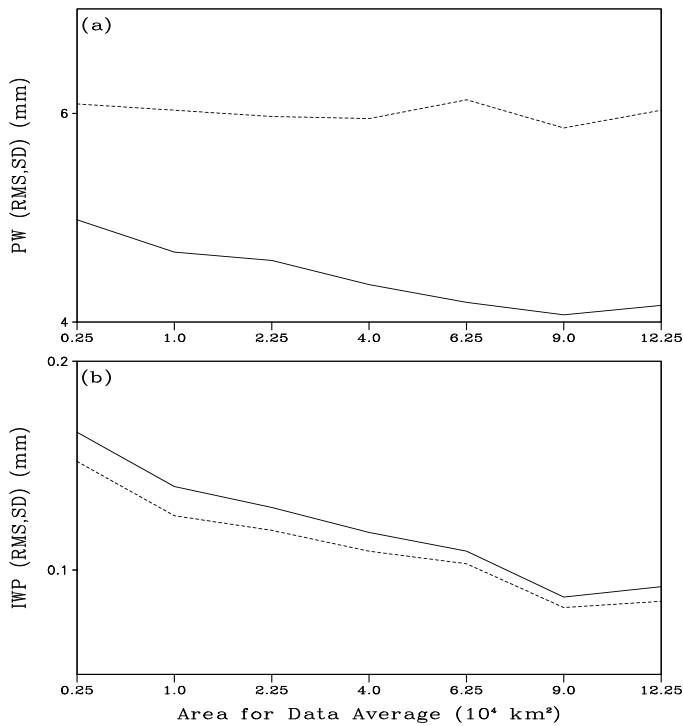 (a)
6
4
PW (RMS,SD) (mm)
0.25 1.0 2.25 4.0 6.25 9.0 12.25
(b)
0.2
0.1
IWP (RMS,SD) (mm)
0.25 1.0 2.25 4.0 6.25 9.0 12.25
Area for Data Average (10⁴ km²)